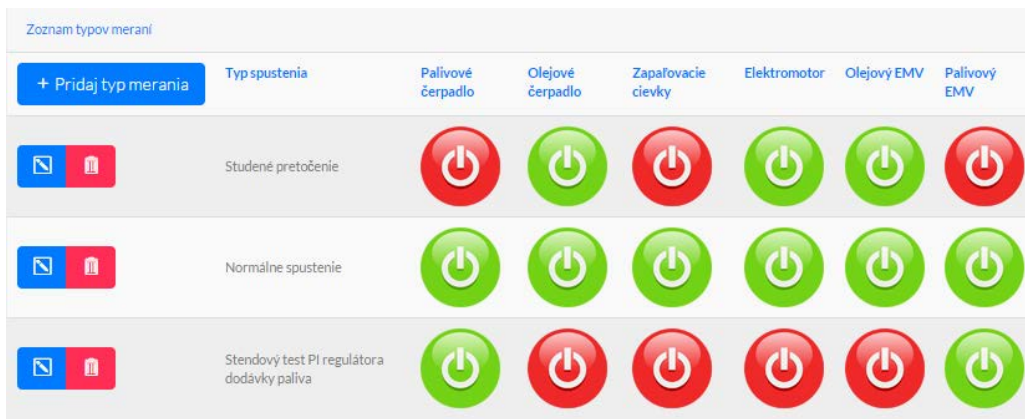 Zoznam typov meraní
+ Pridaj typ merania
Typ spustenia
Palivové
čerpadlo
Olejové
čerpadlo
Zapaľovacie
cievky
Elektromotor
Olejový EMV
Palivový
EMV
Studené pretočenie
Normálne spustenie
Stendový test PI regulátora
dodávky paliva